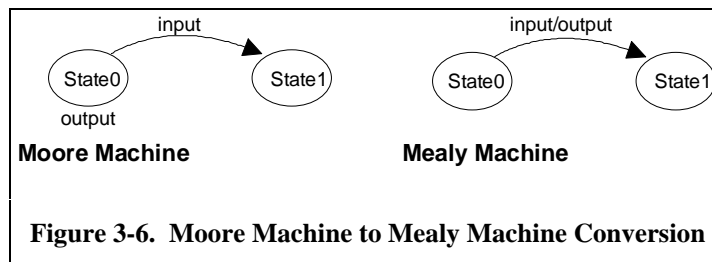 input
State0
State1
output
Moore Machine
input/output
State0
State1
Mealy Machine
Figure 3-6. Moore Machine to Mealy Machine Conversion